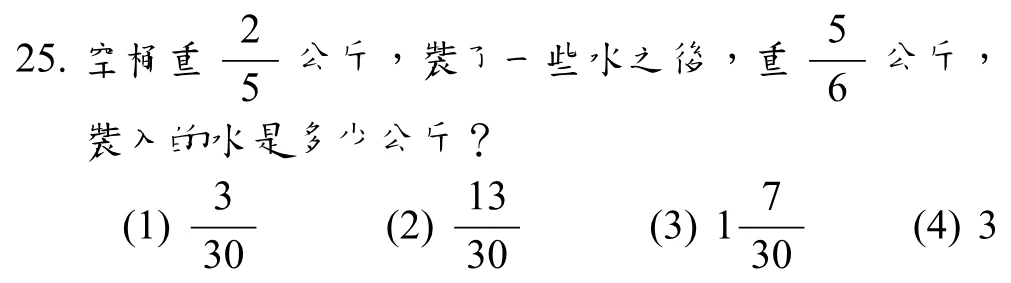 25. 空桶重 2/5 公斤，裝了一些水之後，重 5/6 公斤，
裝入的水是多少公斤？
(1) 3/30 (2) 13/30 (3) 1 7/30 (4) 3